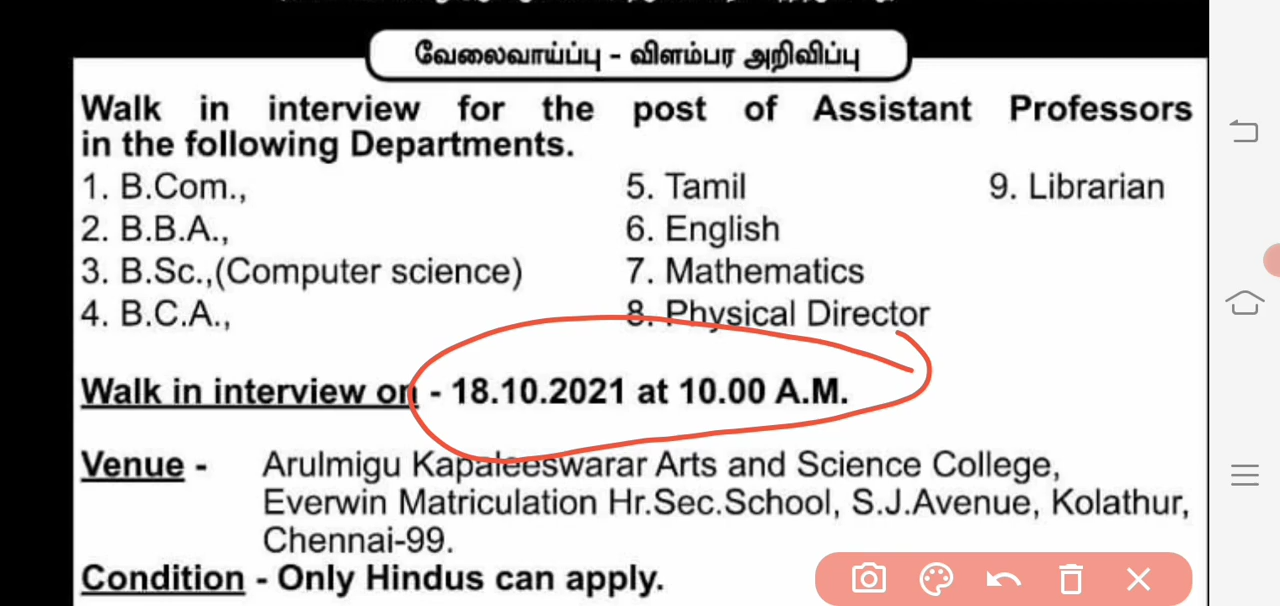 வேலைவாய்ப்பு - விளம்பர அறிவிப்பு
Walk in interview for the post of Assistant Professors
in the following Departments.
1. B.Com.,
2. B.B.A.,
3. B.Sc.,(Computer science)
4. B.C.A.,
5. Tamil
6. English
7. Mathematics
8. Physical Director
9. Librarian
Walk in interview on - 18.10.2021 at 10.00 A.M.
Venue - Arulmigu Kapaleeswarar Arts and Science College,
Everwin Matriculation Hr.Sec.School, S.J.Avenue, Kolathur,
Chennai-99.
Condition - Only Hindus can apply.